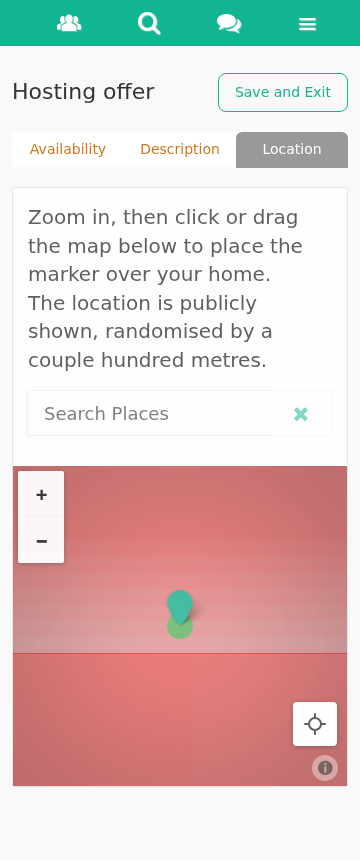 Hosting offer
Save and Exit
Availability
Description
Location
Zoom in, then click or drag
the map below to place the
marker over your home.
The location is publicly
shown, randomised by a
couple hundred metres.
Search Places
+
−